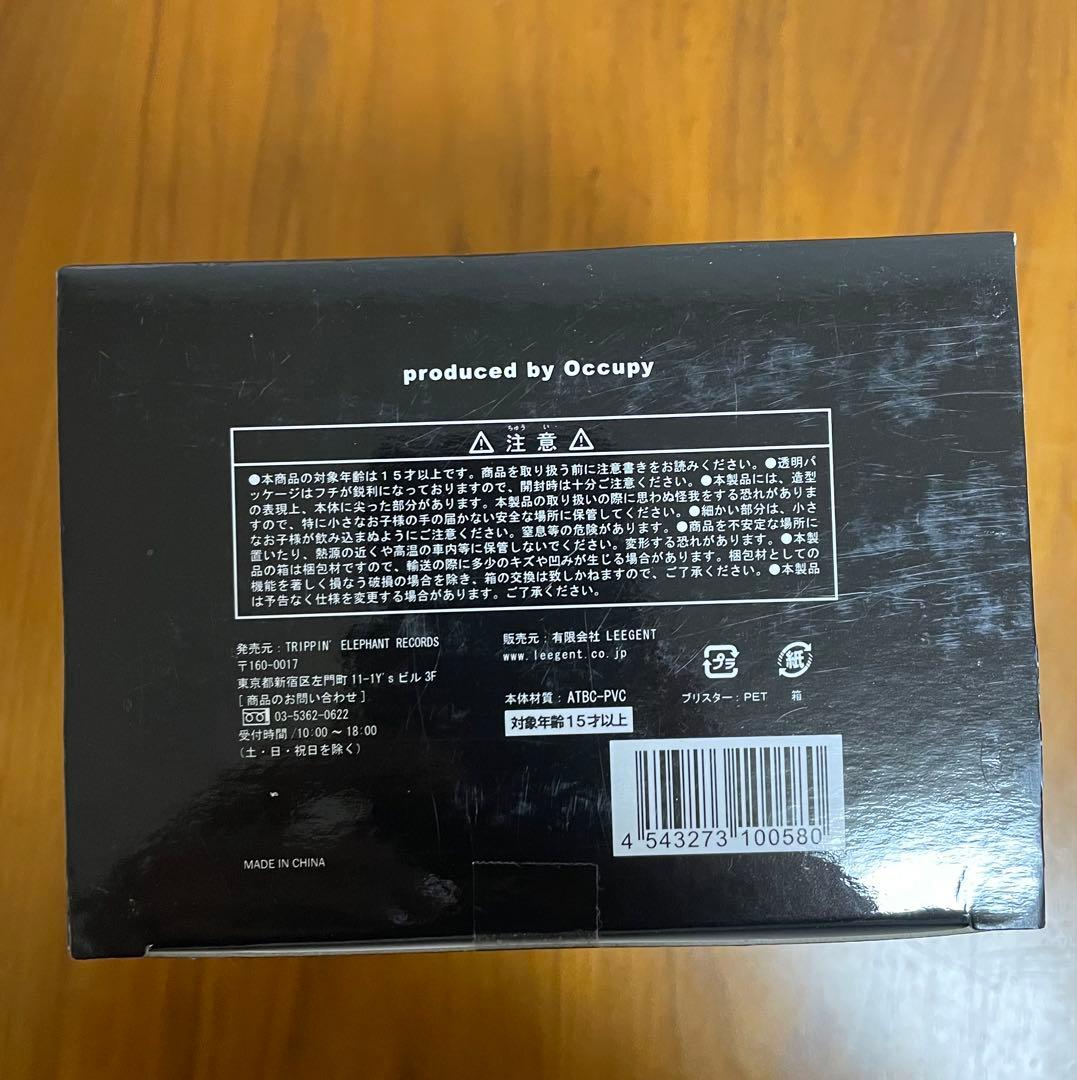 produced by Occupy
ちゅう い
注意
●本商品の対象年齢は15才以上です。商品を取り扱う前に注意書きをお読みください。●透明パ
ッケージはフチが鋭利になっておりますので、開封時は十分ご注意ください。●本製品には、造型
の表現上、本体に尖った部分があります。本製品の取り扱いの際に思わぬ怪我をする恐れがありま
すので、特に小さなお子様の手の届かない安全な場所に保管してください。●細かい部分は、小さ
なお子様が飲み込まぬようにご注意ください。窒息等の危険があります。●商品を不安定な場所に
置いたり、熱源の近くや高温の車内等に保管しないでください。変形する恐れがあります。●本製
品の箱は梱包材ですので、輸送の際に多少のキズや凹みが生じる場合があります。梱包材としての
機能を著しく損なう破損の場合を除き、箱の交換は致しかねますので、ご了承ください。●本製品
は予告なく仕様を変更する場合があります。ご了承ください。
発売元：TRIPPIN' ELEPHANT RECORDS
〒160-0017
東京都新宿区左門町11-1Y'sビル3F
[商品のお問い合わせ]
03-5362-0622
受付時間/10:00～18:00
(土・日・祝日を除く)
販売元：有限会社 LEEGENT
www.leegent.co.jp
本体材質：ATBC-PVC
対象年齢15才以上
プラ
紙
ブリスター：PET
箱
4 543273 100580
MADE IN CHINA